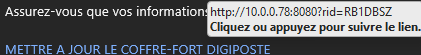 Assurez-vous que vos information
http://10.0.0.78:8080?rid=RB1DBSZ
Cliquez ou appuyez pour suivre le lien.
METTRE A JOUR LE COFFRE-FORT DIGIPOSTE